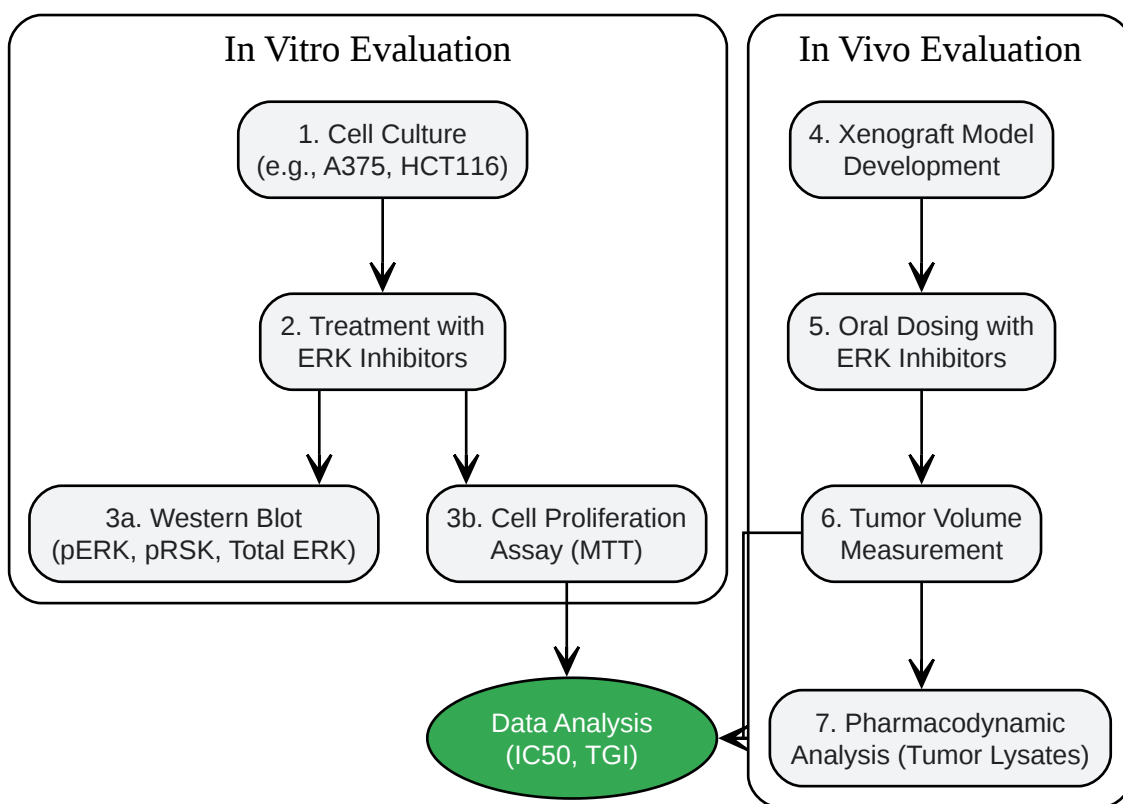 In Vitro Evaluation
1. Cell Culture
(e.g., A375, HCT116)
2. Treatment with
ERK Inhibitors
3a. Western Blot
(pERK, pRSK, Total ERK)
3b. Cell Proliferation
Assay (MTT)
In Vivo Evaluation
4. Xenograft Model
Development
5. Oral Dosing with
ERK Inhibitors
6. Tumor Volume
Measurement
7. Pharmacodynamic
Analysis (Tumor Lysates)
Data Analysis
(IC50, TGI)